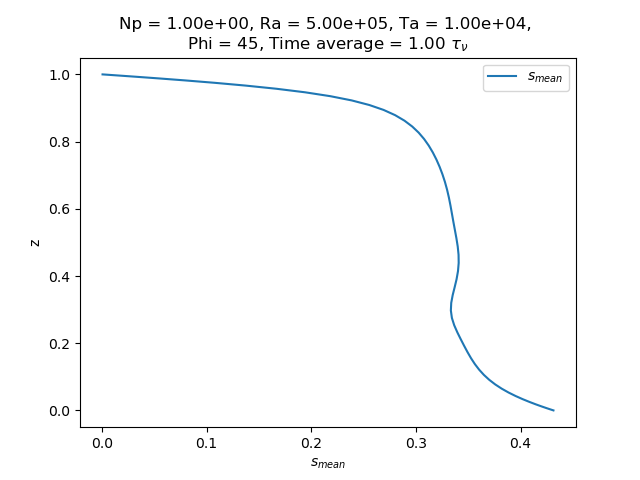 Np = 1.00e+00, Ra = 5.00e+05, Ta = 1.00e+04,
Phi = 45, Time average = 1.00 τν
s_mean
1.0
0.8
0.6
0.4
0.2
0.0
z
0.0 0.1 0.2 0.3 0.4
s_mean